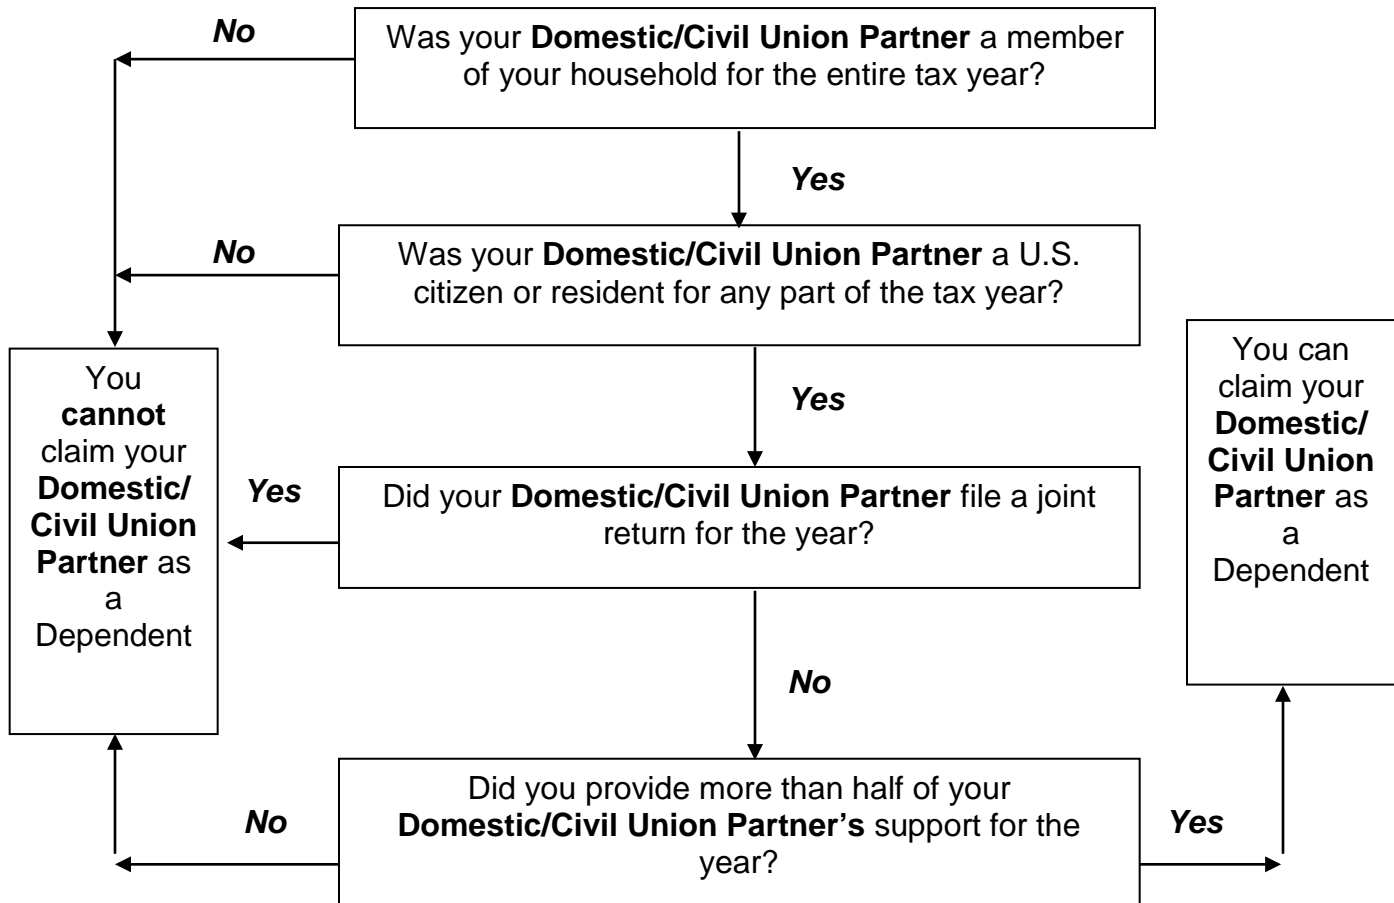 No
Was your Domestic/Civil Union Partner a member
of your household for the entire tax year?
Yes
No
Was your Domestic/Civil Union Partner a U.S.
citizen or resident for any part of the tax year?
Yes
You
cannot
claim your
Domestic/
Civil Union
Partner as
a
Dependent
Yes
Did your Domestic/Civil Union Partner file a joint
return for the year?
You can
claim your
Domestic/
Civil Union
Partner as
a
Dependent
No
No
Did you provide more than half of your
Domestic/Civil Union Partner’s support for the
year?
Yes